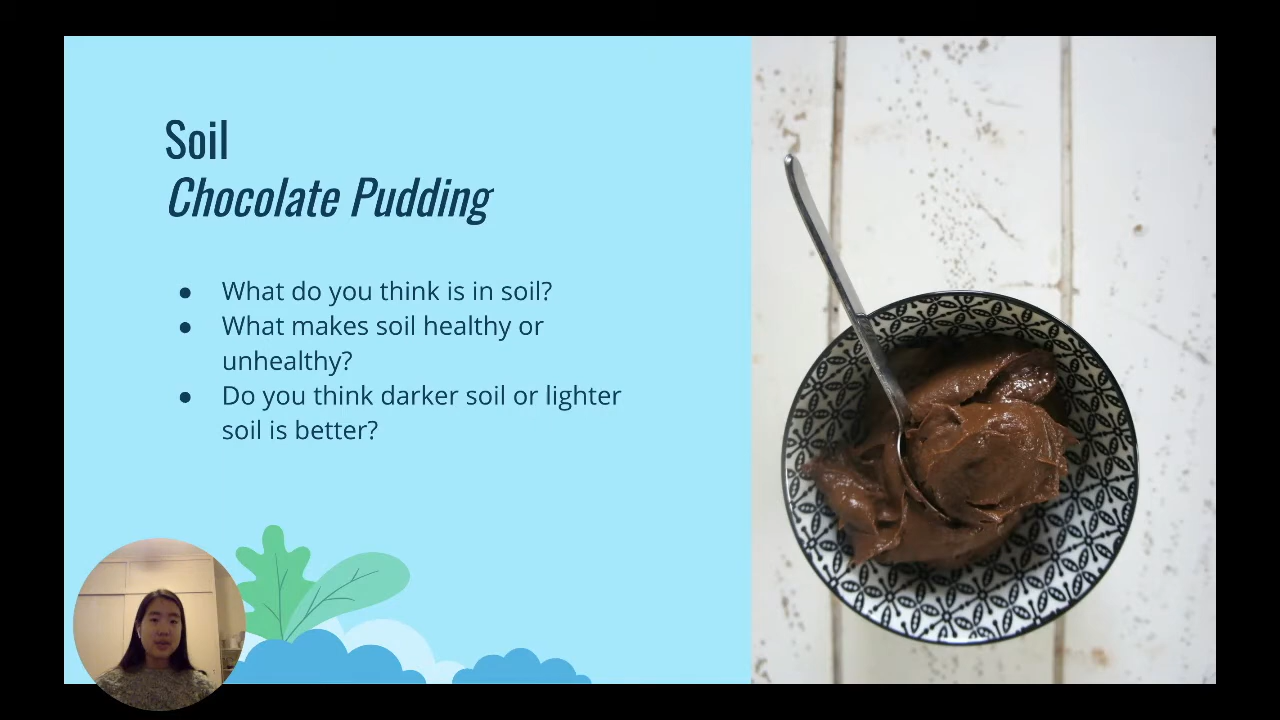 Soil
Chocolate Pudding
● What do you think is in soil?
● What makes soil healthy or
unhealthy?
● Do you think darker soil or lighter
soil is better?